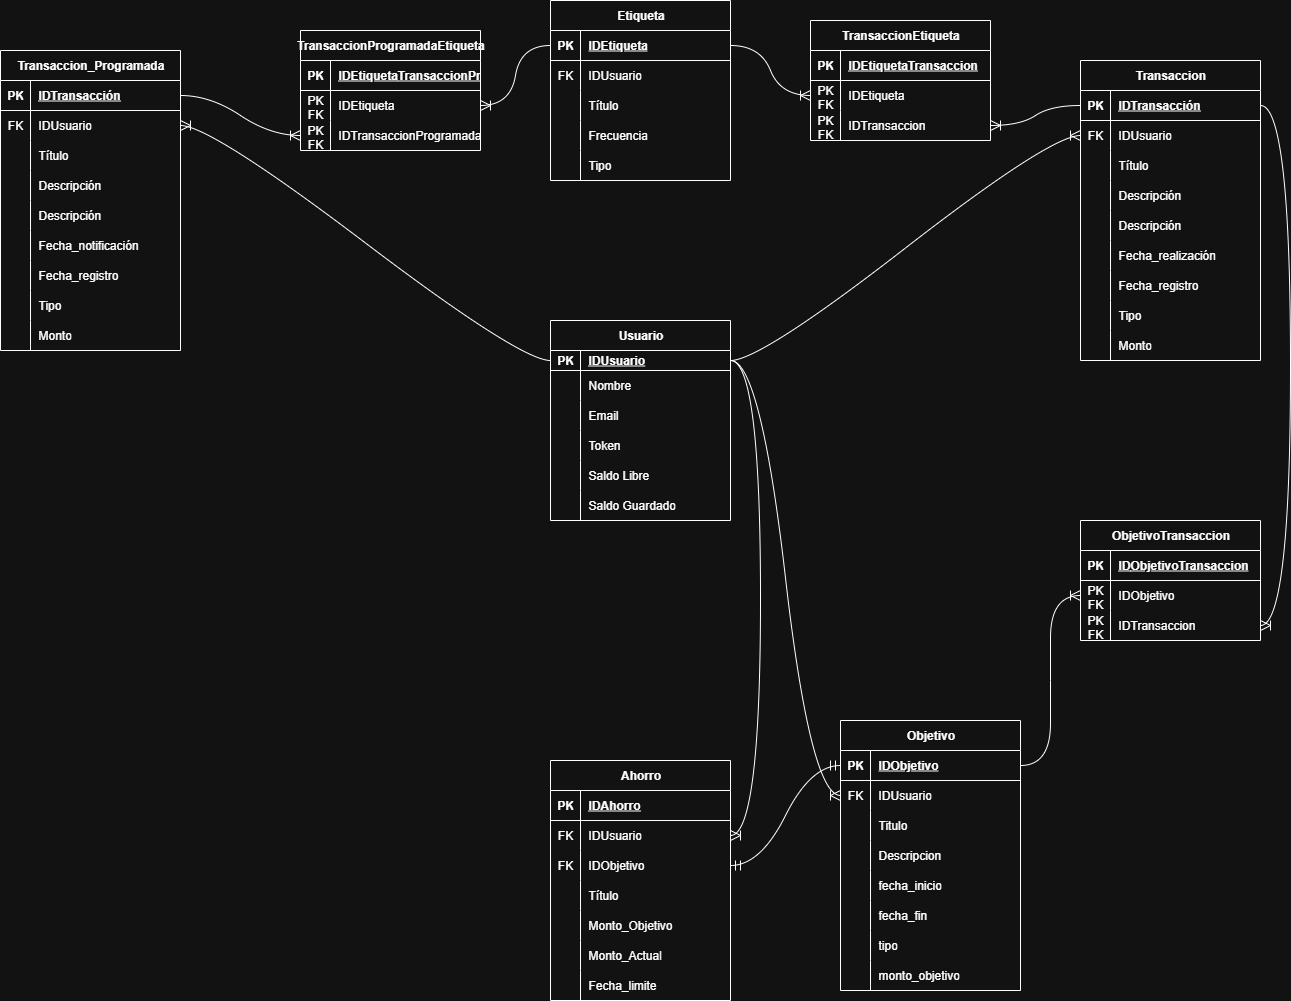 Transaccion_Programada
PK IDTransacción
FK IDUsuario
Título
Descripción
Descripción
Fecha_notificación
Fecha_registro
Tipo
Monto
TransaccionProgramadaEtiqueta
PK IDEtiquetaTransaccionPr
PK
FK
IDEtiqueta
PK
FK
IDTransaccionProgramada
Etiqueta
PK IDEtiqueta
FK IDUsuario
Título
Frecuencia
Tipo
TransaccionEtiqueta
PK IDEtiquetaTransaccion
PK
FK
IDEtiqueta
PK
FK
IDTransaccion
Transaccion
PK IDTransacción
FK IDUsuario
Título
Descripción
Descripción
Fecha_realización
Fecha_registro
Tipo
Monto
Usuario
PK IDUsuario
Nombre
Email
Token
Saldo Libre
Saldo Guardado
ObjetivoTransaccion
PK IDObjetivoTransaccion
PK
FK
IDObjetivo
PK
FK
IDTransaccion
Ahorro
PK IDAhorro
FK IDUsuario
FK IDObjetivo
Título
Monto_Objetivo
Monto_Actual
Fecha_limite
Objetivo
PK IDObjetivo
FK IDUsuario
Titulo
Descripcion
fecha_inicio
fecha_fin
tipo
monto_objetivo